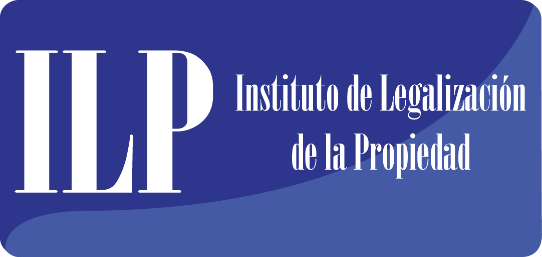 ILP
Instituto de Legalización
de la Propiedad